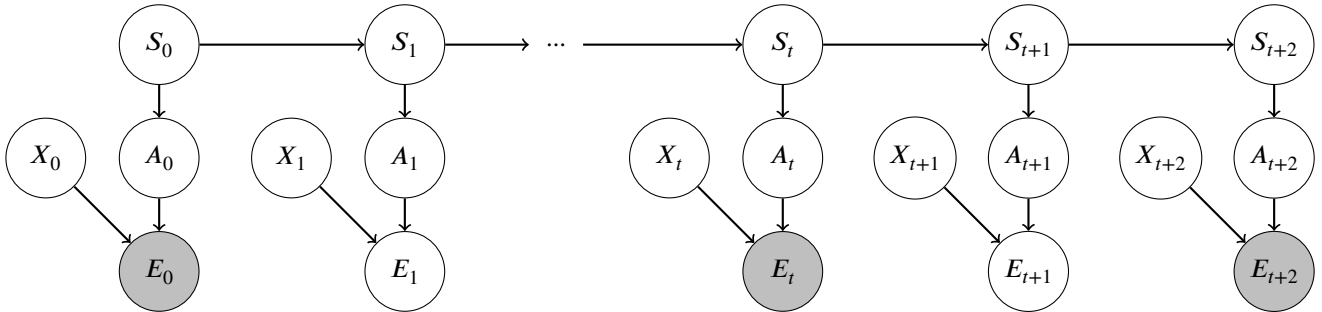 S₀ S₁ ... Sₜ Sₜ₊₁ Sₜ₊₂
X₀ A₀ X₁ A₁ Xₜ Aₜ Xₜ₊₁ Aₜ₊₁ Xₜ₊₂ Aₜ₊₂
E₀ E₁ Eₜ Eₜ₊₁ Eₜ₊₂